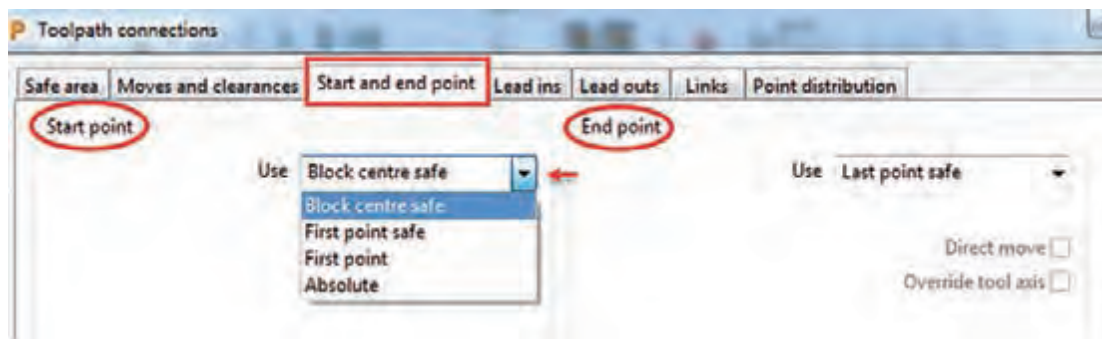 Toolpath connections
Safe area Moves and clearances Start and end point Lead ins Lead outs Links Point distribution
Start point End point
Use Block centre safe Use Last point safe
Block centre safe
First point safe
First point
Direct move
Absolute
Override tool axis